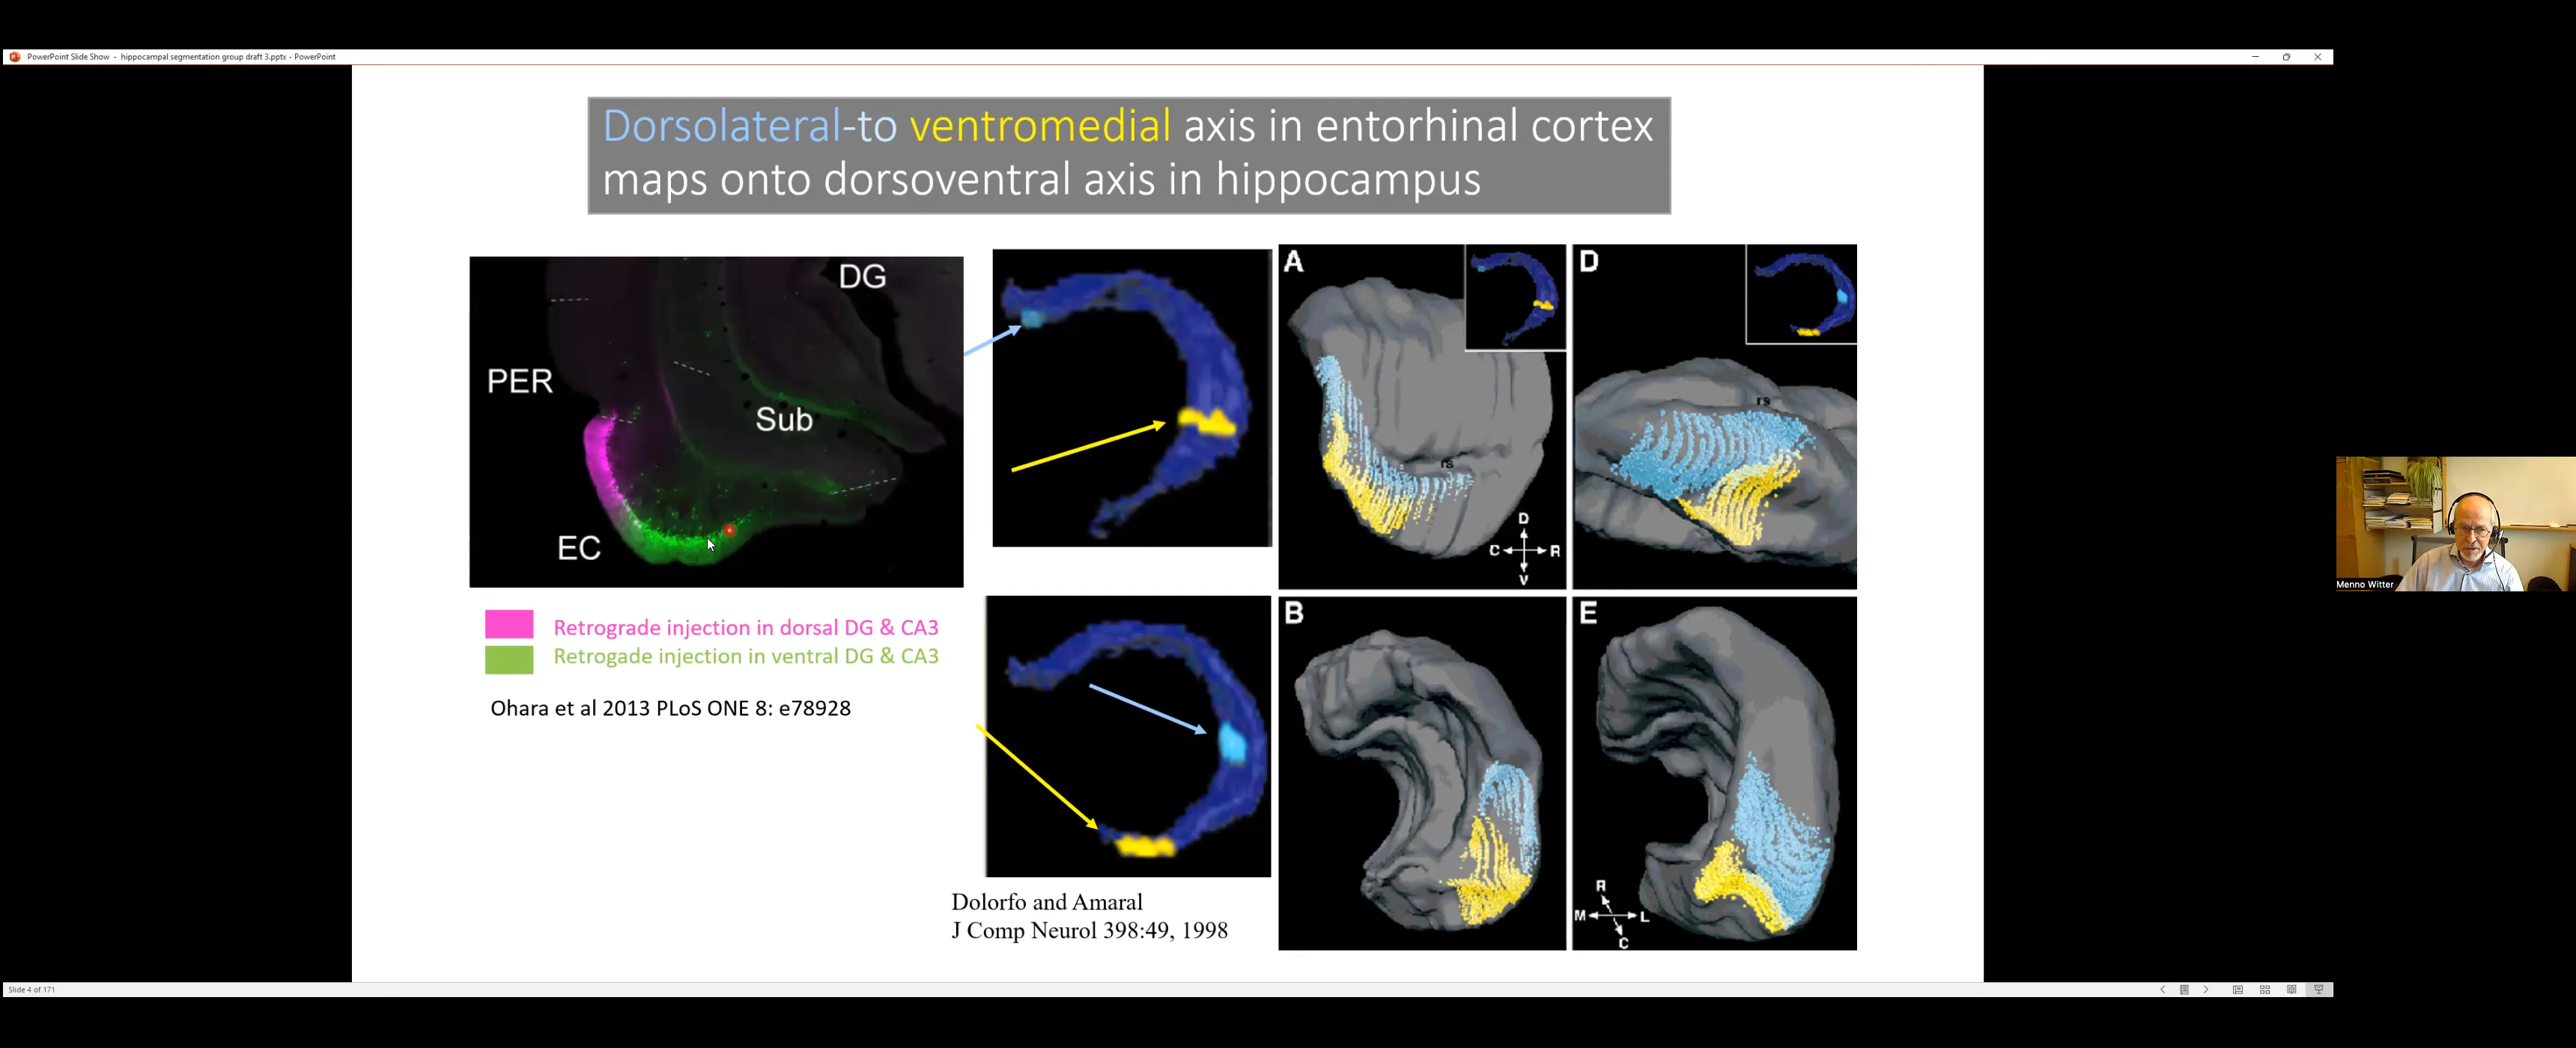 PowerPoint Slide Show - hippocampal segmentation group draft 3.pptx - PowerPoint
Dorsolateral-to ventromedial axis in entorhinal cortex
maps onto dorsoventral axis in hippocampus
DG
PER
Sub
EC
Retrograde injection in dorsal DG & CA3
Retrogade injection in ventral DG & CA3
Ohara et al 2013 PLoS ONE 8: e78928
Dolorfo and Amaral
J Comp Neurol 398:49, 1998
A
rs
D
C R
V
D
rs
B
E
R
M L
C
Menno Witter
Slide 4 of 171